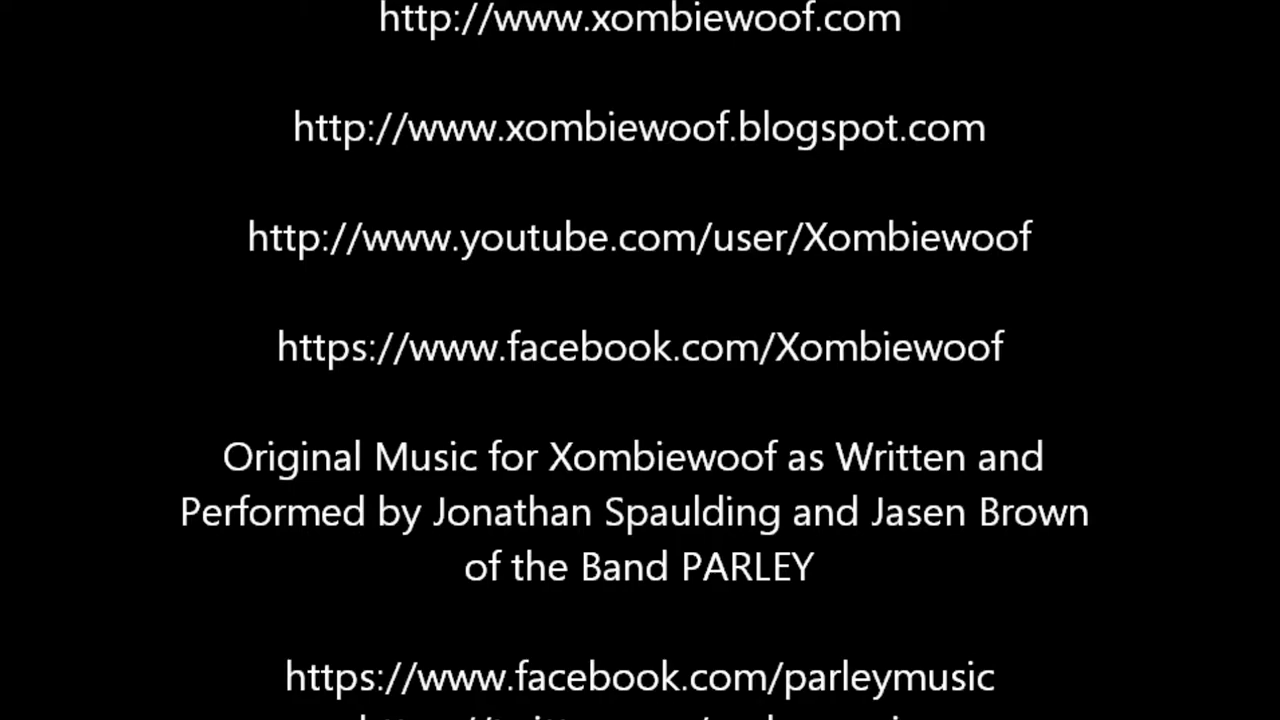 http://www.xombiewoof.com
http://www.xombiewoof.blogspot.com
http://www.youtube.com/user/Xombiewoof
https://www.facebook.com/Xombiewoof
Original Music for Xombiewoof as Written and
Performed by Jonathan Spaulding and Jasen Brown
of the Band PARLEY
https://www.facebook.com/parleymusic